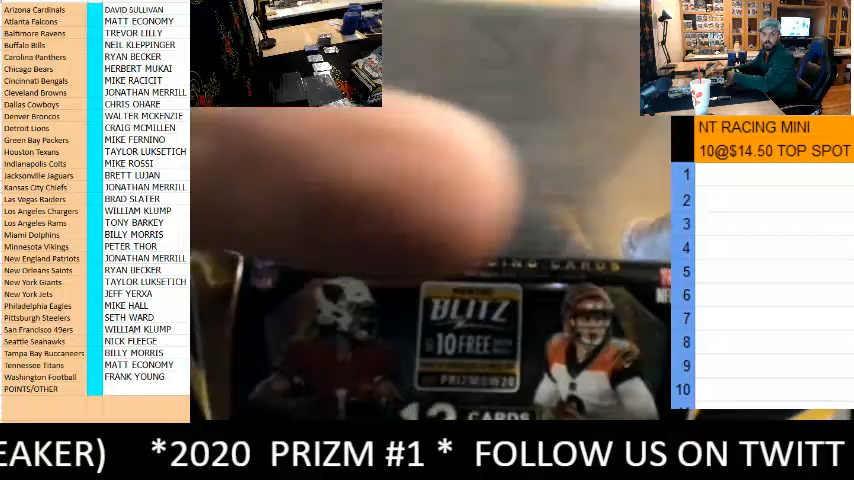 Arizona Cardinals DAVID SULLIVAN
Atlanta Falcons MATT ECONOMY
Baltimore Ravens TREVOR LILLY
Buffalo Bills NEIL KLEPPINGER
Carolina Panthers RYAN BECKER
Chicago Bears HERBERT MUKAI
Cincinnati Bengals MIKE RACICIT
Cleveland Browns JONATHAN MERRILL
Dallas Cowboys CHRIS OHARE
Denver Broncos WALTER MCKENZIE
Detroit Lions CRAIG MCMILLEN
Green Bay Packers MIKE FERNINO
Houston Texans TAYLOR LUKSETICH
Indianapolis Colts MIKE ROSSI
Jacksonville Jaguars BRETT LUJAN
Kansas City Chiefs JONATHAN MERRILL
Las Vegas Raiders BRAD SLATER
Los Angeles Chargers WILLIAM KLUMP
Los Angeles Rams TONY BARKEY
Miami Dolphins BILLY MORRIS
Minnesota Vikings PETER THOR
New England Patriots JONATHAN MERRILL
New Orleans Saints RYAN BECKER
New York Giants TAYLOR LUKSETICH
New York Jets JEFF YERXA
Philadelphia Eagles MIKE HALL
Pittsburgh Steelers SETH WARD
San Francisco 49ers WILLIAM KLUMP
Seattle Seahawks NICK FLEEGE
Tampa Bay Buccaneers BILLY MORRIS
Tennessee Titans MATT ECONOMY
Washington Football FRANK YOUNG
POINTS/OTHER
CARDS
BLITZ
10 FREE
12 CARDS
NT RACING MINI
10@$14.50 TOP SPOT
1
2
3
4
5
6
7
8
9
10
EAKER) *2020 PRIZM #1 * FOLLOW US ON TWITT